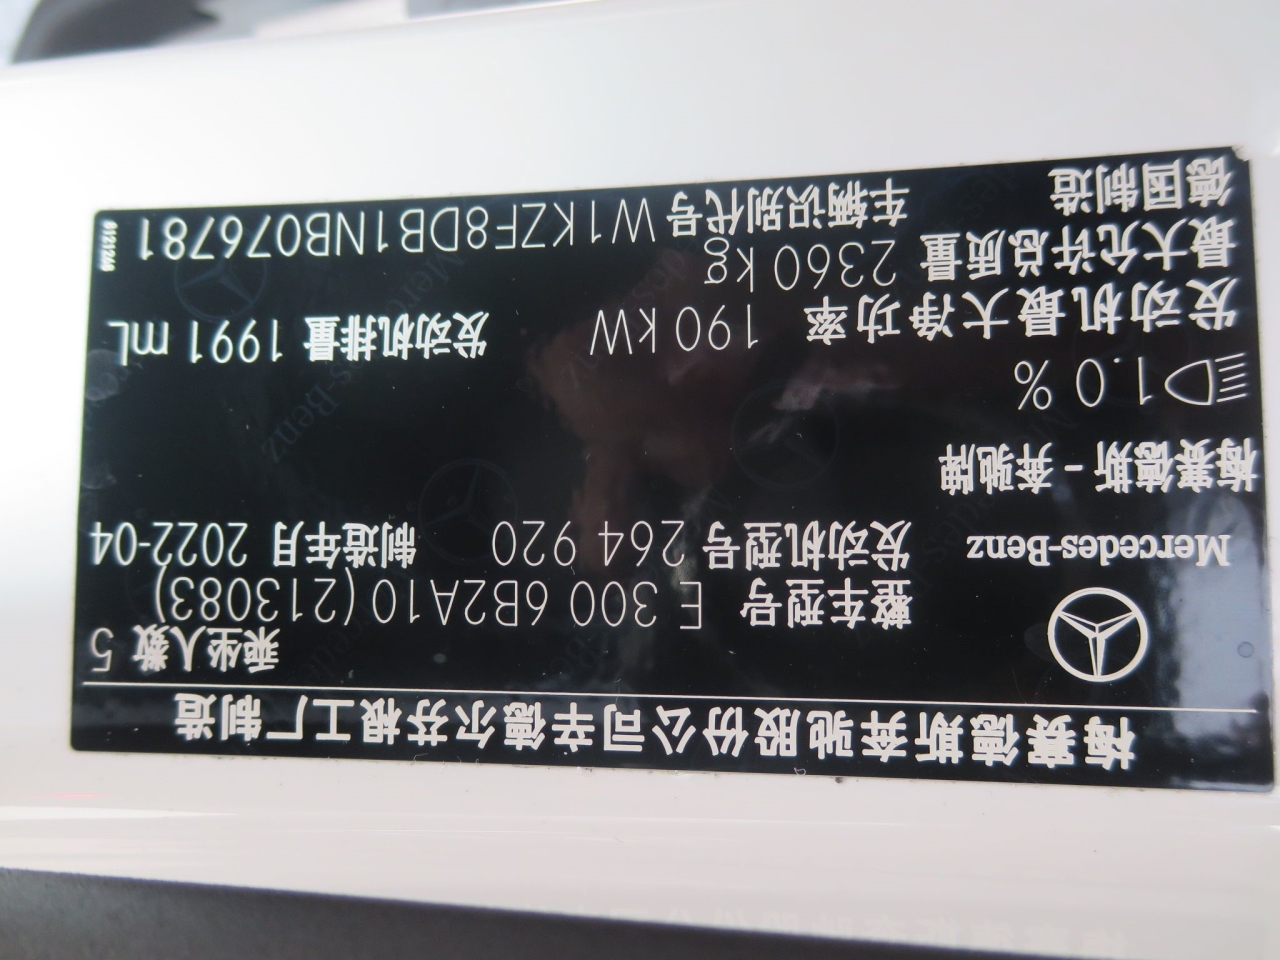 梅赛德斯奔驰股份公司辛德尔芬根工厂制造
乘坐人数 5
整车型号 E 300 6B2A10 (213083)
Mercedes-Benz 发动机型号 264 920 制造年月 2022-04
梅赛德斯-奔驰牌
1.0 %
发动机最大净功率 190 kW 发动机排量 1991 mL
最大允许总质量 2360 kg
德国制造 车辆识别代号 W1KZF8DB1NB076781